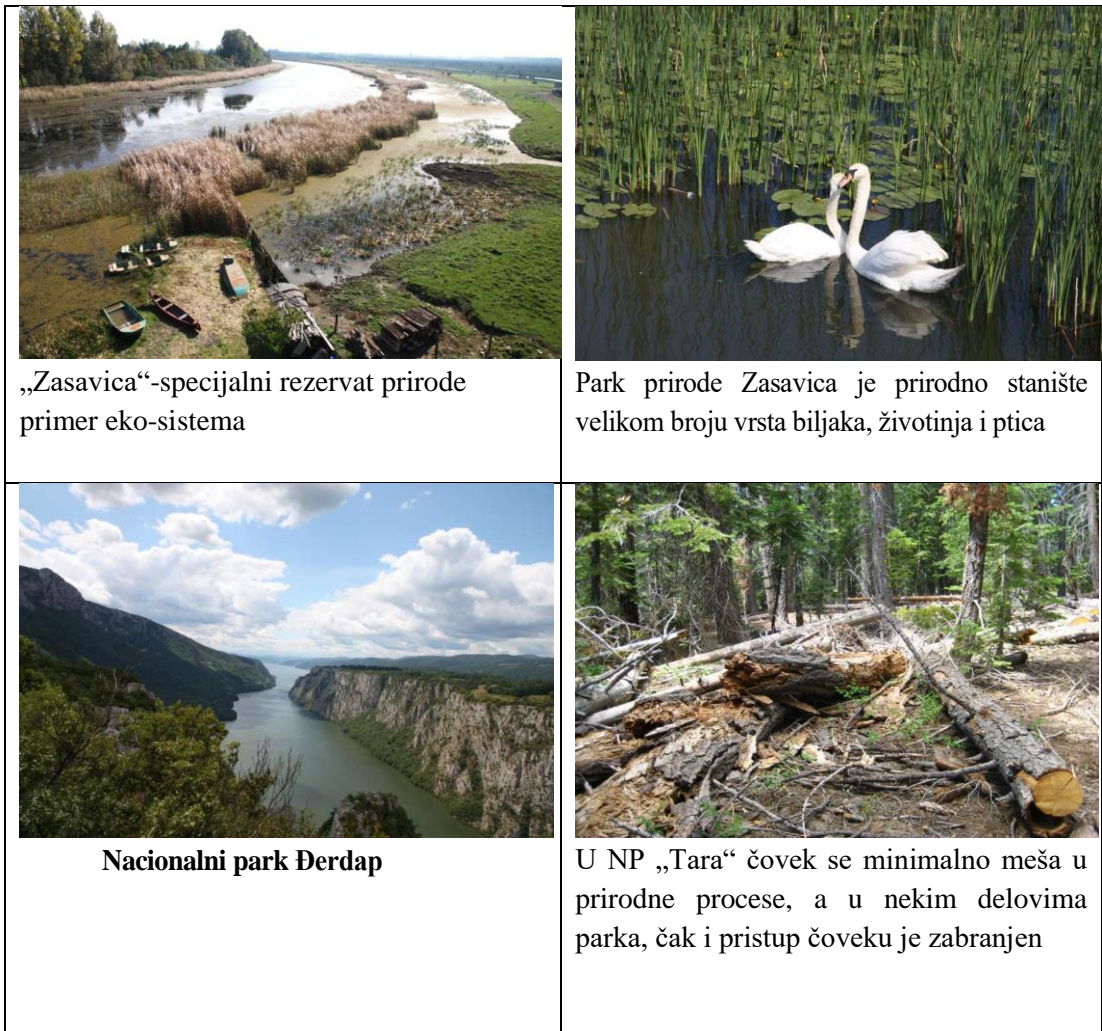 „Zasavica“-specijalni rezervat prirode
primer eko-sistema
Park prirode Zasavica je prirodno stanište
velikom broju vrsta biljaka, životinja i ptica
Nacionalni park Đerdap
U NP „Tara“ čovek se minimalno meša u
prirodne procese, a u nekim delovima
parka, čak i pristup čoveku je zabranjen